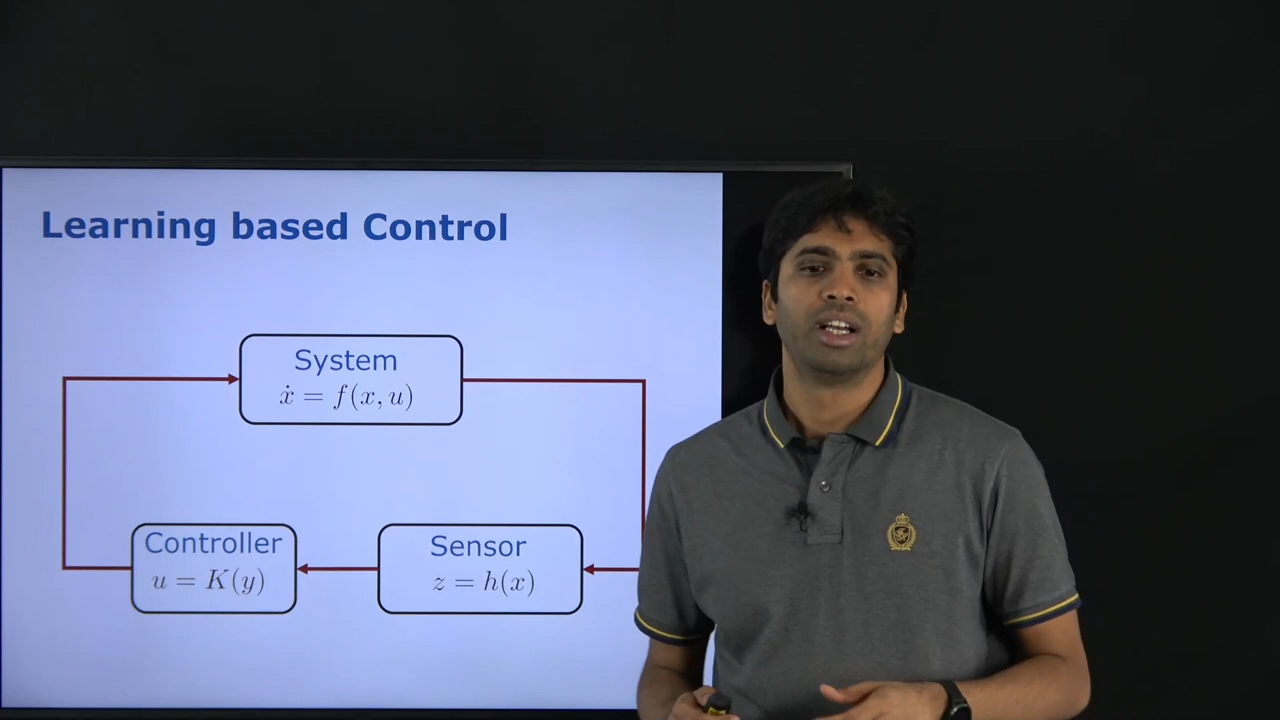 Learning based Control
System
ẋ = f(x, u)
Controller
u = K(y)
Sensor
z = h(x)